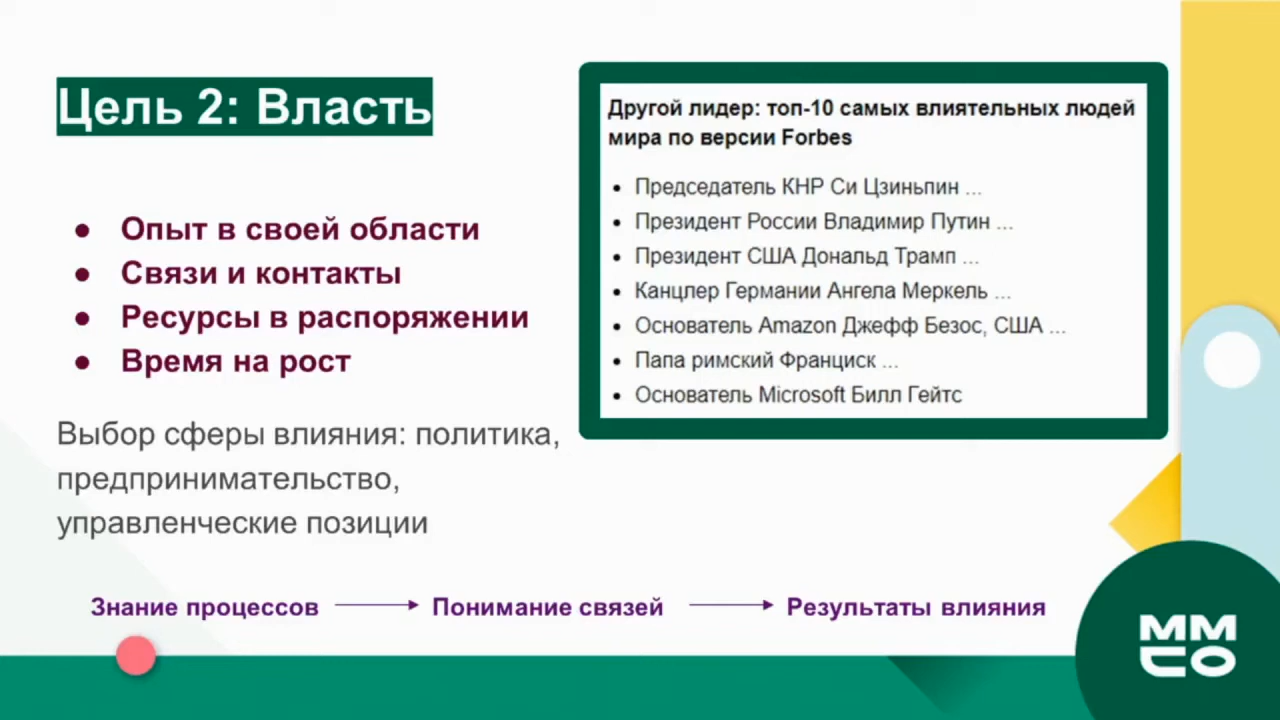 Цель 2: Власть
Опыт в своей области
Связи и контакты
Ресурсы в распоряжении
Время на рост
Выбор сферы влияния: политика,
предпринимательство,
управленческие позиции
Другой лидер: топ-10 самых влиятельных людей
мира по версии Forbes
Председатель КНР Си Цзиньпин ...
Президент России Владимир Путин ...
Президент США Дональд Трамп ...
Канцлер Германии Ангела Меркель ...
Основатель Amazon Джефф Безос, США ...
Папа римский Франциск ...
Основатель Microsoft Билл Гейтс
Знание процессов Понимание связей Результаты влияния
ММ
СО